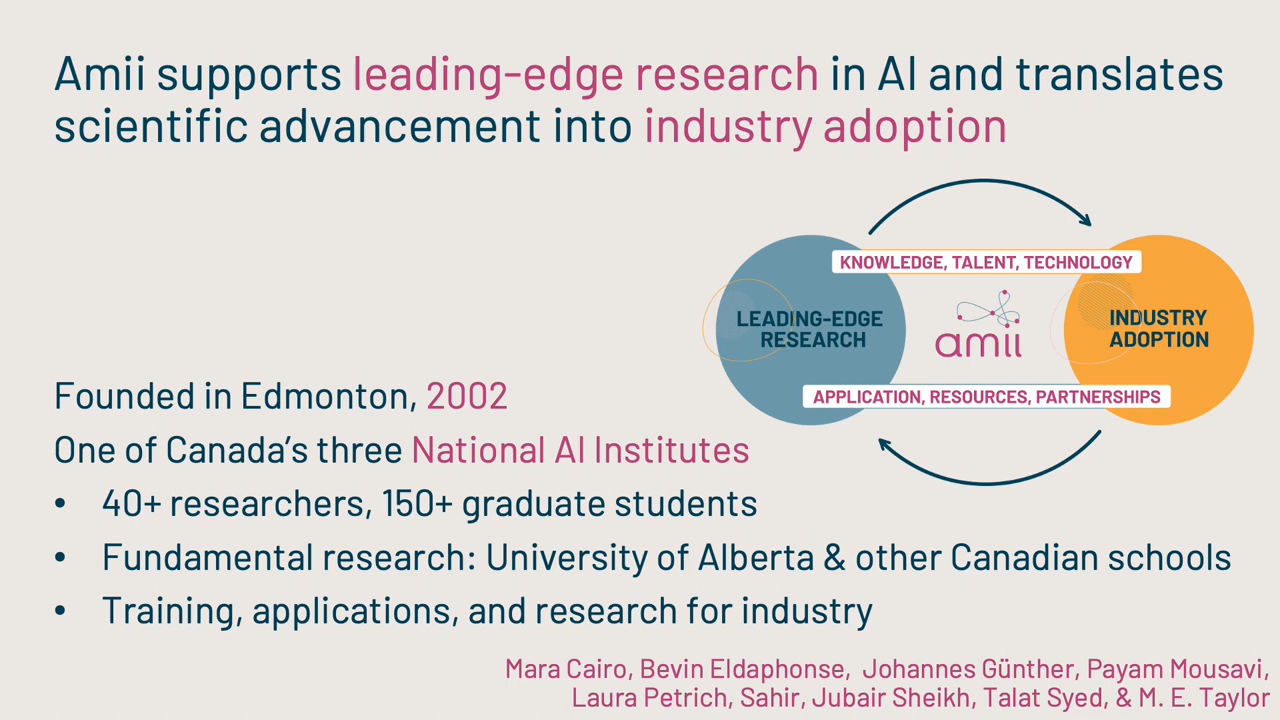 Amii supports leading-edge research in AI and translates
scientific advancement into industry adoption
KNOWLEDGE, TALENT, TECHNOLOGY
LEADING-EDGE
RESEARCH
amii
INDUSTRY
ADOPTION
APPLICATION, RESOURCES, PARTNERSHIPS
Founded in Edmonton, 2002
One of Canada’s three National AI Institutes
• 40+ researchers, 150+ graduate students
• Fundamental research: University of Alberta & other Canadian schools
• Training, applications, and research for industry
Mara Cairo, Bevin Eldaphonse, Johannes Günther, Payam Mousavi,
Laura Petrich, Sahir, Jubair Sheikh, Talat Syed, & M. E. Taylor